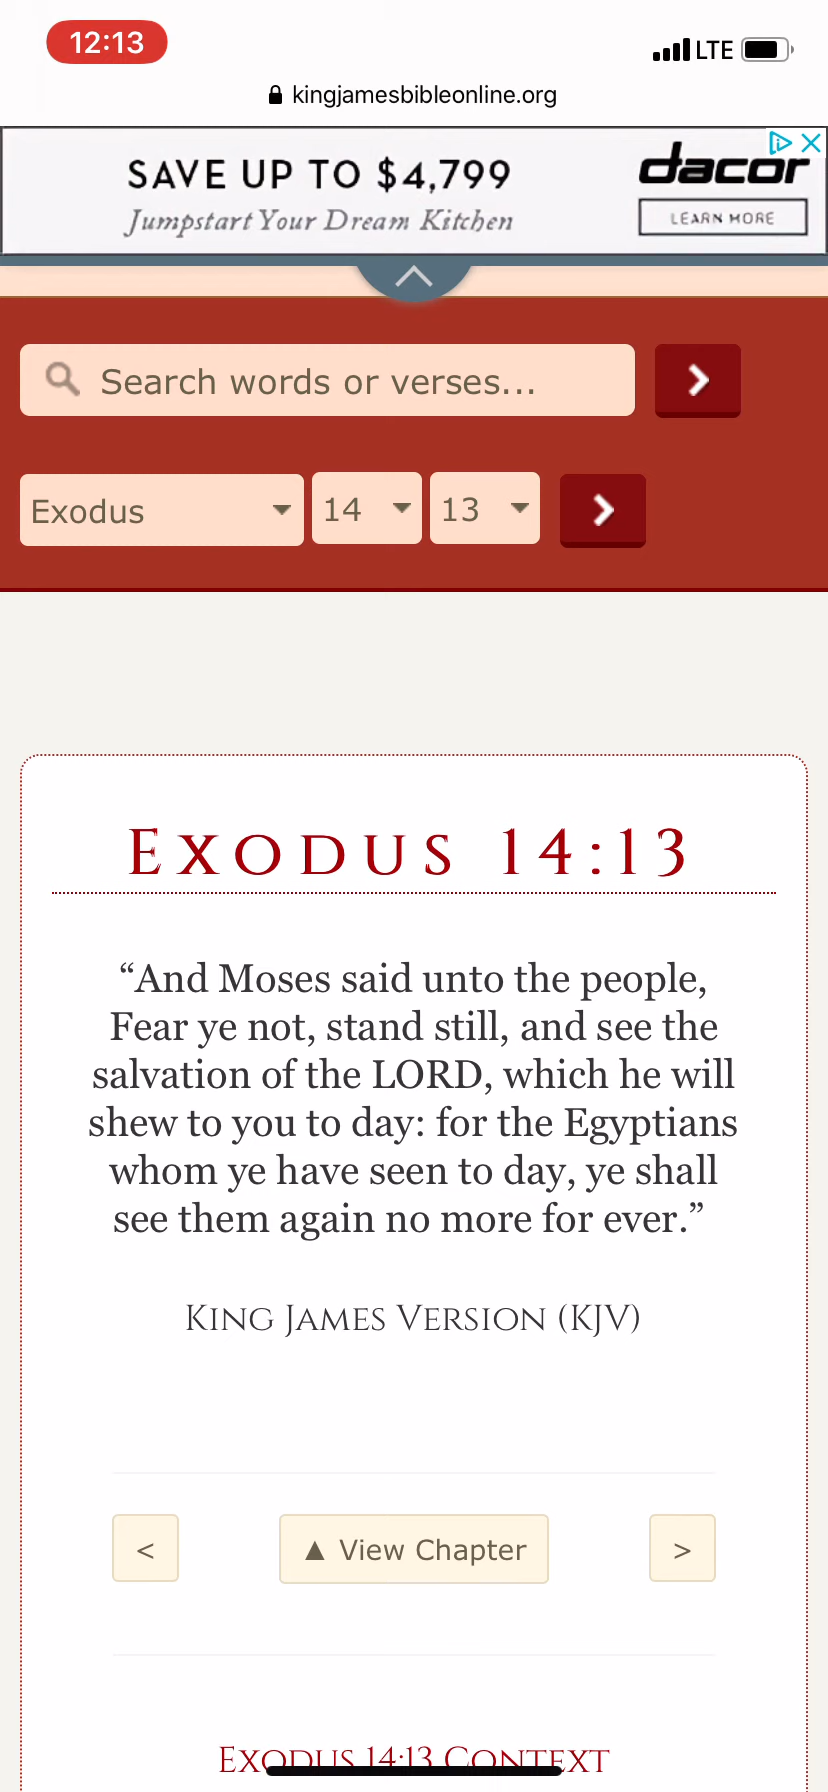 12:13
LTE
kingjamesbibleonline.org
SAVE UP TO $4,799
Jumpstart Your Dream Kitchen
dacor
LEARN MORE
Search words or verses...
Exodus 14 13
Exodus 14:13
“And Moses said unto the people,
Fear ye not, stand still, and see the
salvation of the LORD, which he will
shew to you to day: for the Egyptians
whom ye have seen to day, ye shall
see them again no more for ever.”
King James Version (KJV)
<
▲ View Chapter
>
Exodus 14:13 Context